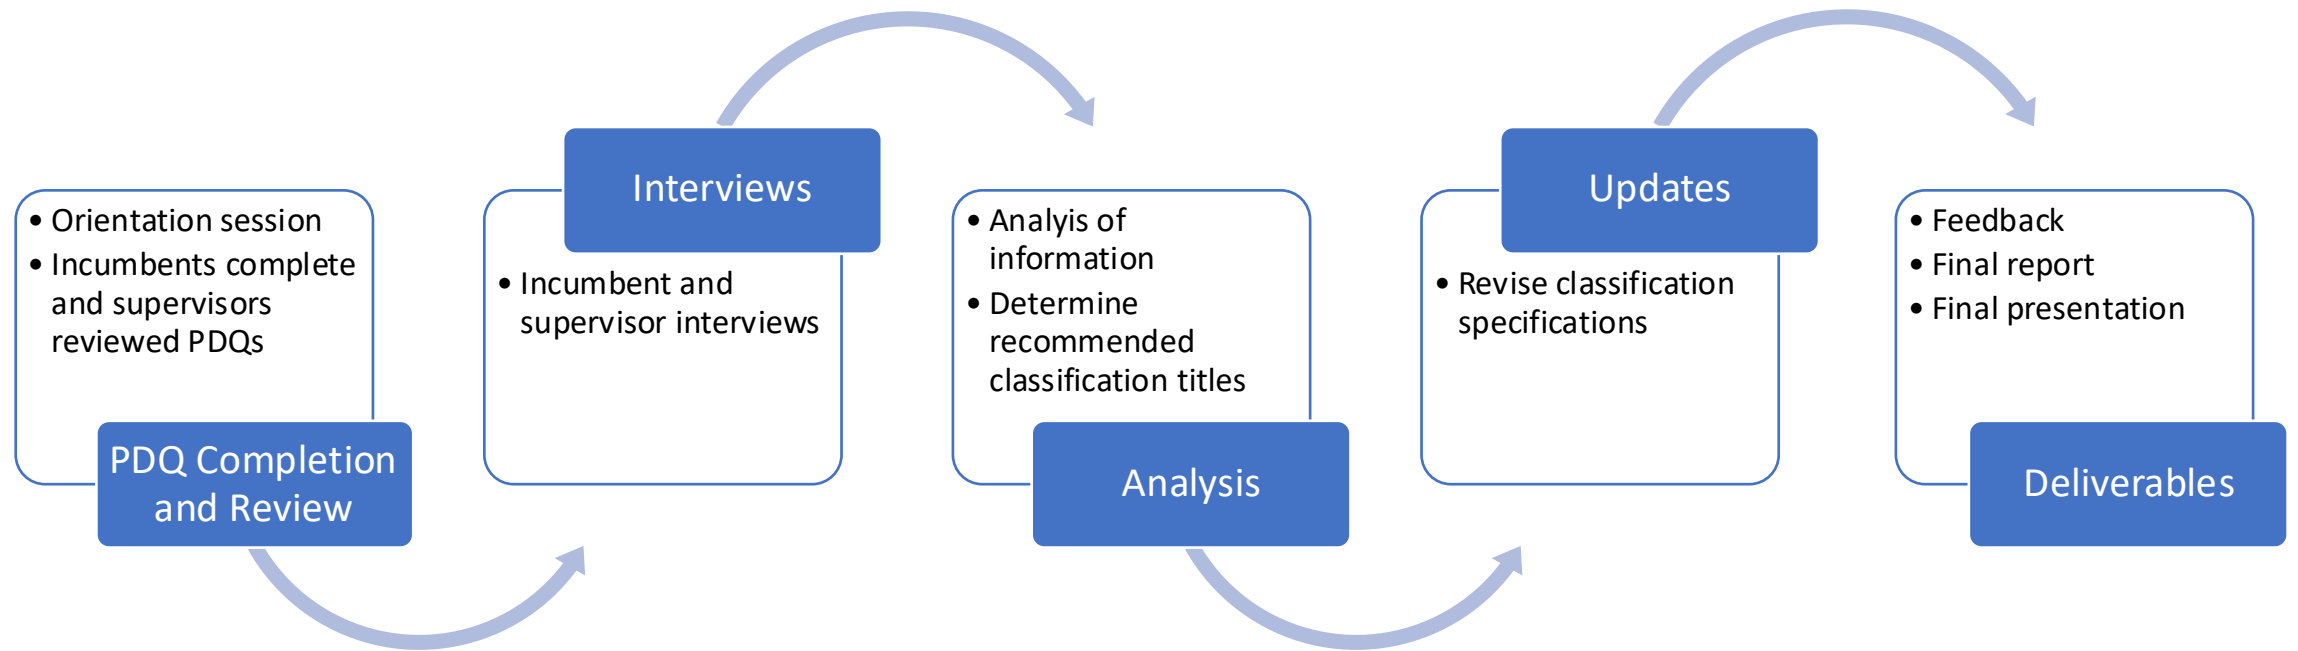 • Orientation session
• Incumbents complete
and supervisors
reviewed PDQs
PDQ Completion
and Review
Interviews
• Incumbent and
supervisor interviews
• Analyis of
information
• Determine
recommended
classification titles
Analysis
Updates
• Revise classification
specifications
• Feedback
• Final report
• Final presentation
Deliverables